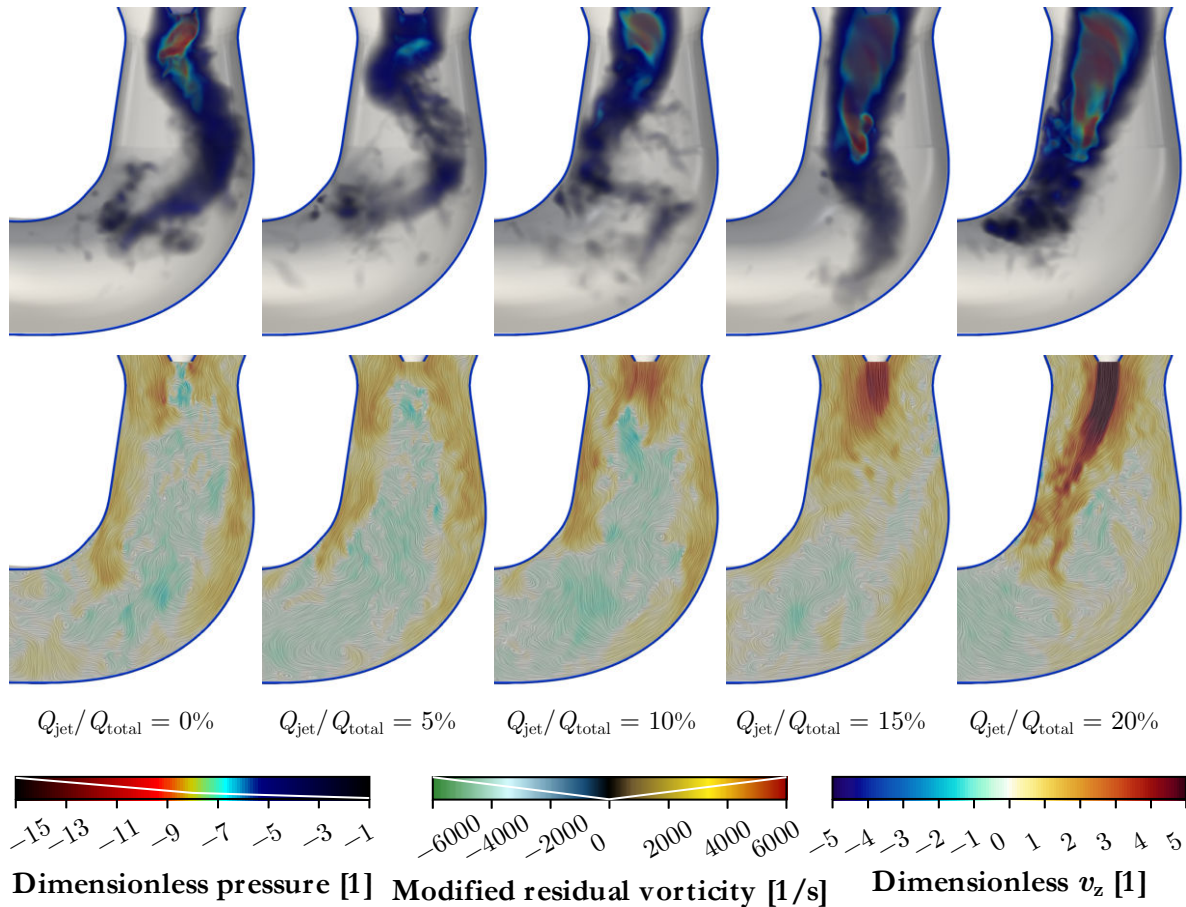 Q_jet/Q_total = 0% Q_jet/Q_total = 5% Q_jet/Q_total = 10% Q_jet/Q_total = 15% Q_jet/Q_total = 20%
−15 −13 −11 −9 −7 −5 −3 −1
Dimensionless pressure [1]
−6000 −4000 −2000 0 2000 4000 6000
Modified residual vorticity [1/s]
−5 −4 −3 −2 −1 0 1 2 3 4 5
Dimensionless v_z [1]